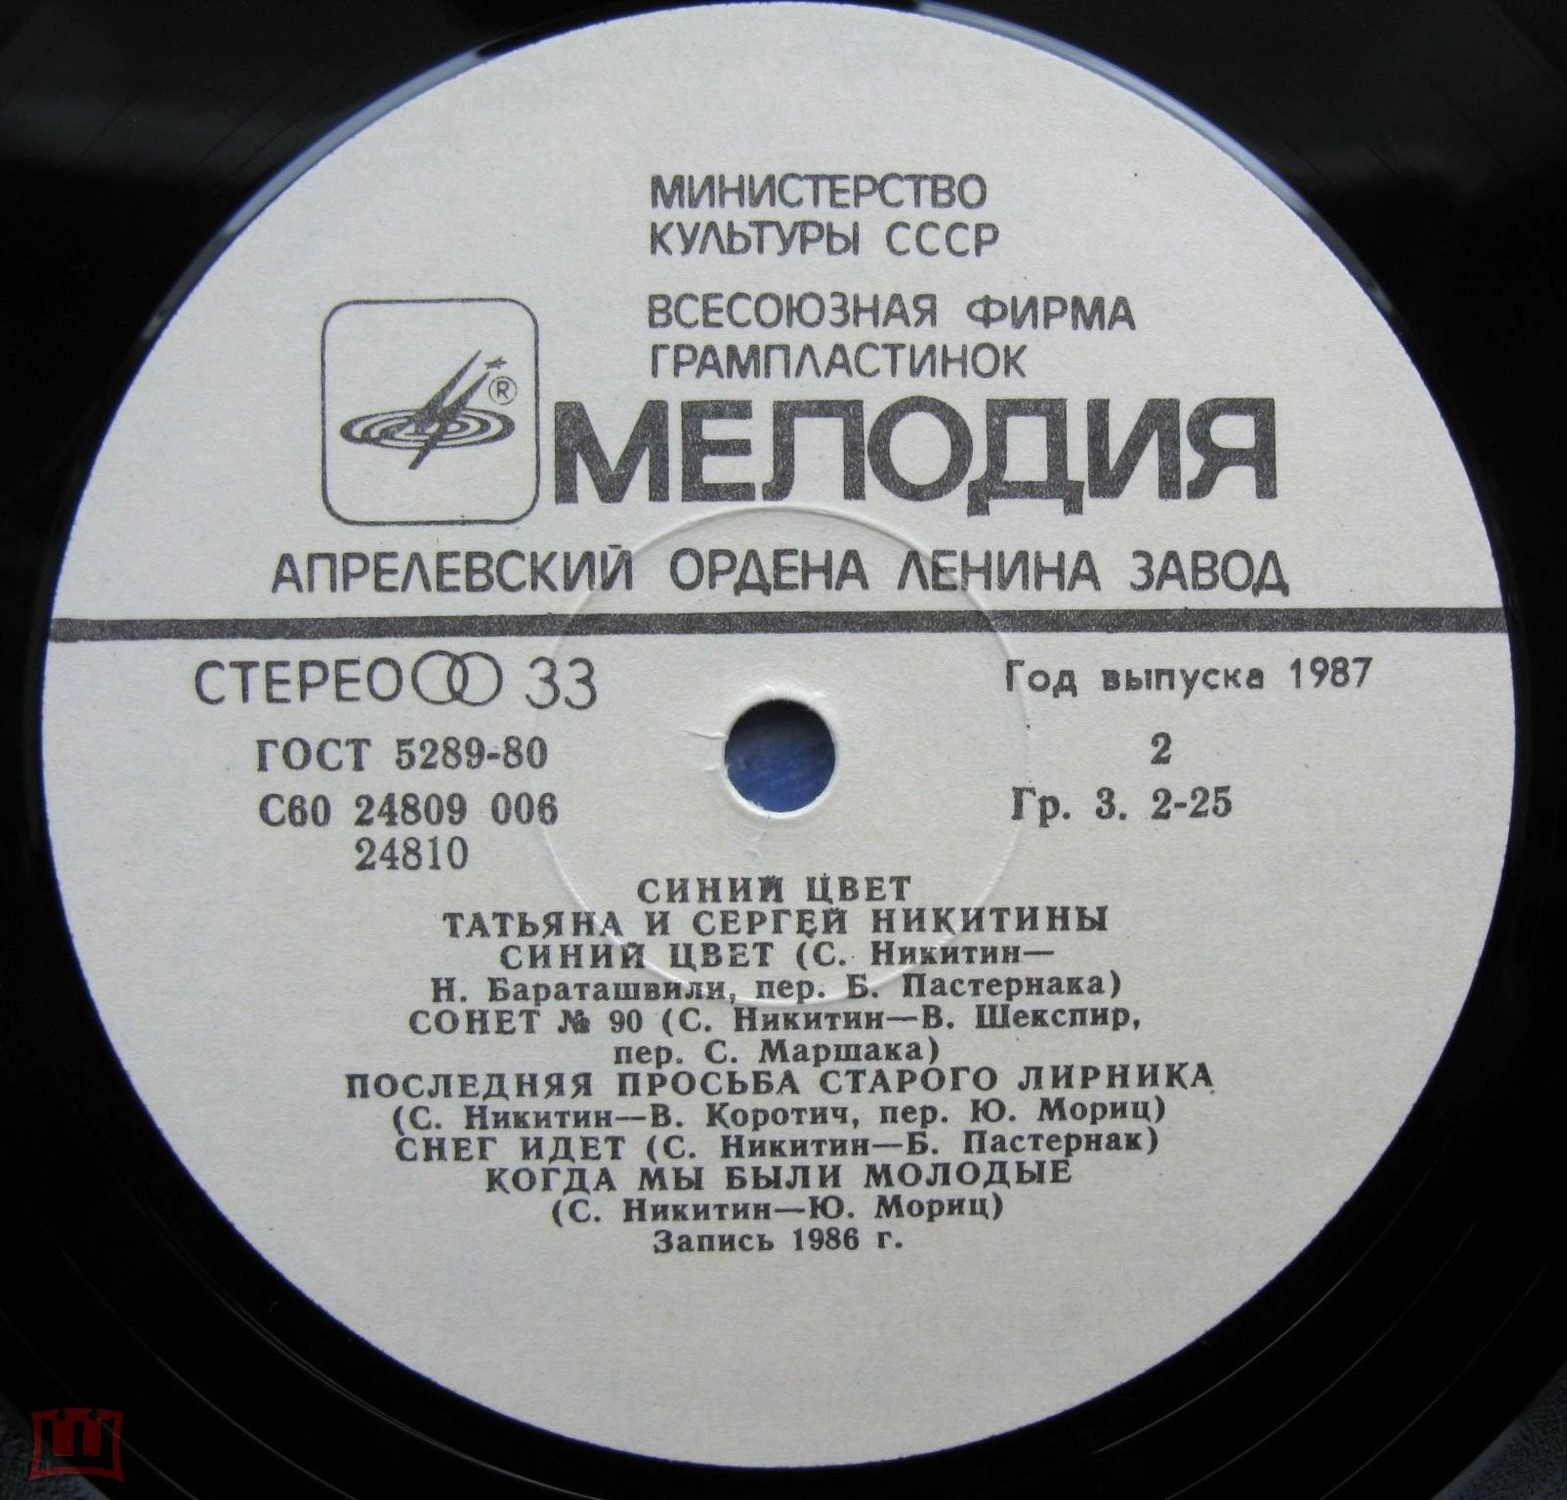 МИНИСТЕРСТВО
КУЛЬТУРЫ СССР
ВСЕСОЮЗНАЯ ФИРМА
ГРАМПЛАСТИНОК
®
МЕЛОДИЯ
АПРЕЛЕВСКИЙ ОРДЕНА ЛЕНИНА ЗАВОД
СТЕРЕО 33
Год выпуска 1987
ГОСТ 5289-80
2
С60 24809 006
Гр. 3. 2-25
24810
СИНИЙ ЦВЕТ
ТАТЬЯНА И СЕРГЕЙ НИКИТИНЫ
СИНИЙ ЦВЕТ (С. Никитин—
Н. Бараташвили, пер. Б. Пастернака)
СОНЕТ № 90 (С. Никитин—В. Шекспир,
пер. С. Маршака)
ПОСЛЕДНЯЯ ПРОСЬБА СТАРОГО ЛИРНИКА
(С. Никитин—В. Коротич, пер. Ю. Мориц)
СНЕГ ИДЕТ (С. Никитин—Б. Пастернак)
КОГДА МЫ БЫЛИ МОЛОДЫЕ
(С. Никитин—Ю. Мориц)
Запись 1986 г.